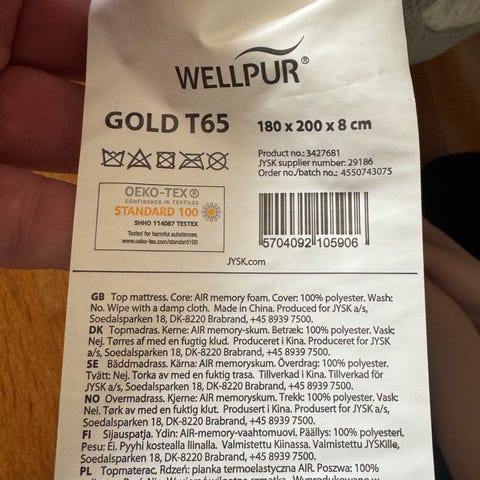 WELLPUR®
GOLD T65
180 x 200 x 8 cm
Product no.: 3427681
JYSK supplier number: 29186
Order no./batch no.: 4550743075
OEKO-TEX®
CONFIDENCE IN TEXTILES
STANDARD 100
SHHO 114087 TESTEX
Tested for harmful substances.
www.oeko-tex.com/standard100
5704092 105906
JYSK.com
GB Top mattress. Core: AIR memory foam. Cover: 100% polyester. Wash:
No. Wipe with a damp cloth. Made in China. Produced for JYSK a/s,
Soedalsparken 18, DK-8220 Brabrand, +45 8939 7500.
DK Topmadras. Kerne: AIR memory-skum. Betræk: 100% polyester. Vask:
Nej. Tørres af med en fugtig klud. Produceret i Kina. Produceret for JYSK
a/s, Soedalsparken 18, DK-8220 Brabrand, +45 8939 7500.
SE Bäddmadrass. Kärna: AIR memoryskum. Överdrag: 100% polyester.
Tvätt: Nej. Torka av med en fuktig trasa. Tillverkad i Kina. Tillverkad för
JYSK a/s, Soedalsparken 18, DK-8220 Brabrand, +45 8939 7500.
NO Overmadrass. Kjerne: AIR memoryskum. Trekk: 100% polyester. Vask:
Nei. Tørk av med en fuktig klut. Produsert i Kina. Produsert for JYSK a/s,
Soedalsparken 18, DK-8220 Brabrand, +45 8939 7500.
FI Sijauspatja. Ydin: AIR-memory-vaahtomuovi. Päällys: 100% polyesteri.
Pesu: Ei. Pyyhi kostealla liinalla. Valmistettu Kiinassa. Valmistettu JYSKille,
Soedalsparken 18, DK-8220 Brabrand, +45 8939 7500.
PL Topmaterac. Rdzeń: pianka termoelastyczna AIR. Poszwa: 100%